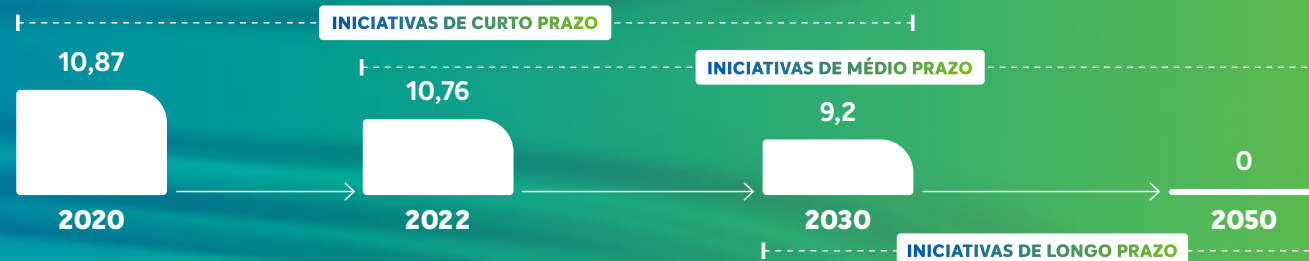 INICIATIVAS DE CURTO PRAZO
10,87
INICIATIVAS DE MÉDIO PRAZO
10,76
9,2
0
2020
2022
2030
2050
INICIATIVAS DE LONGO PRAZO